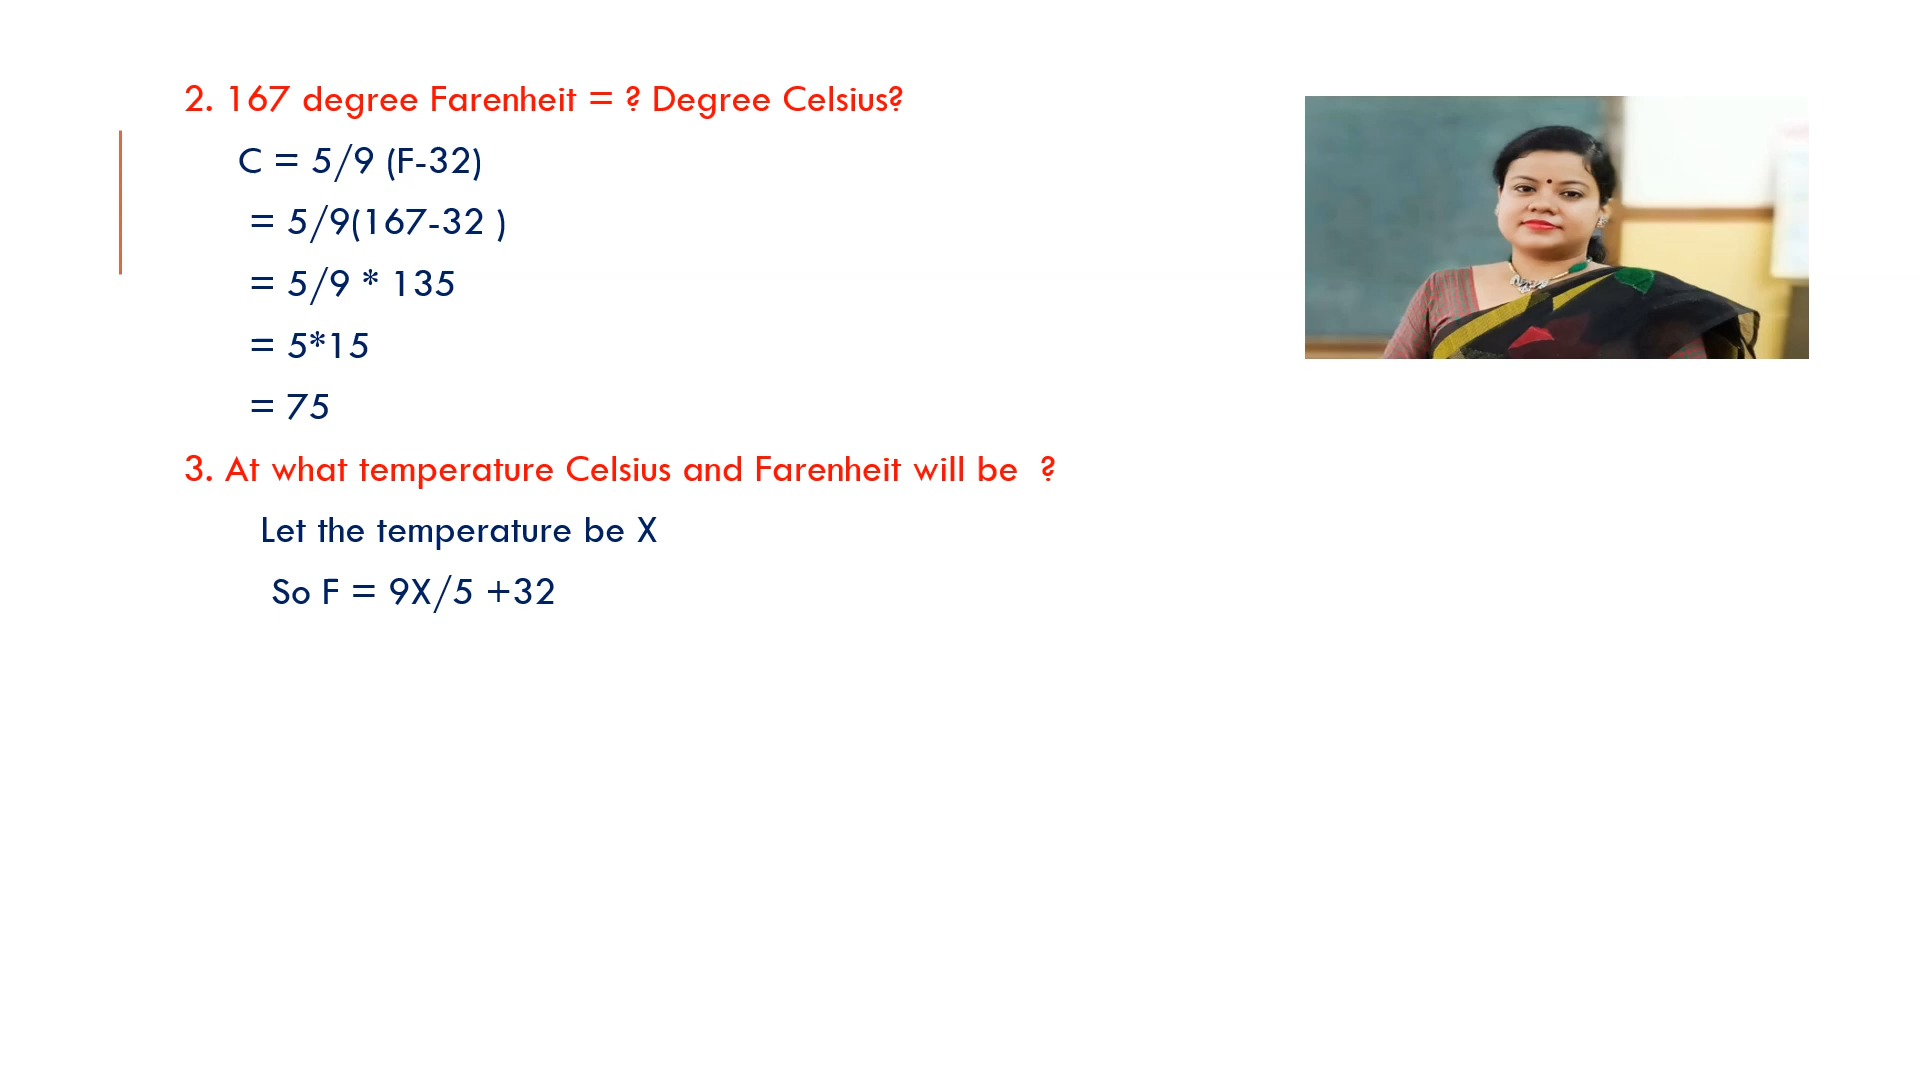 2. 167 degree Farenheit = ? Degree Celsius?
C = 5/9 (F-32)
= 5/9(167-32 )
= 5/9 * 135
= 5*15
= 75
3. At what temperature Celsius and Farenheit will be  ?
Let the temperature be X
So F = 9X/5 +32